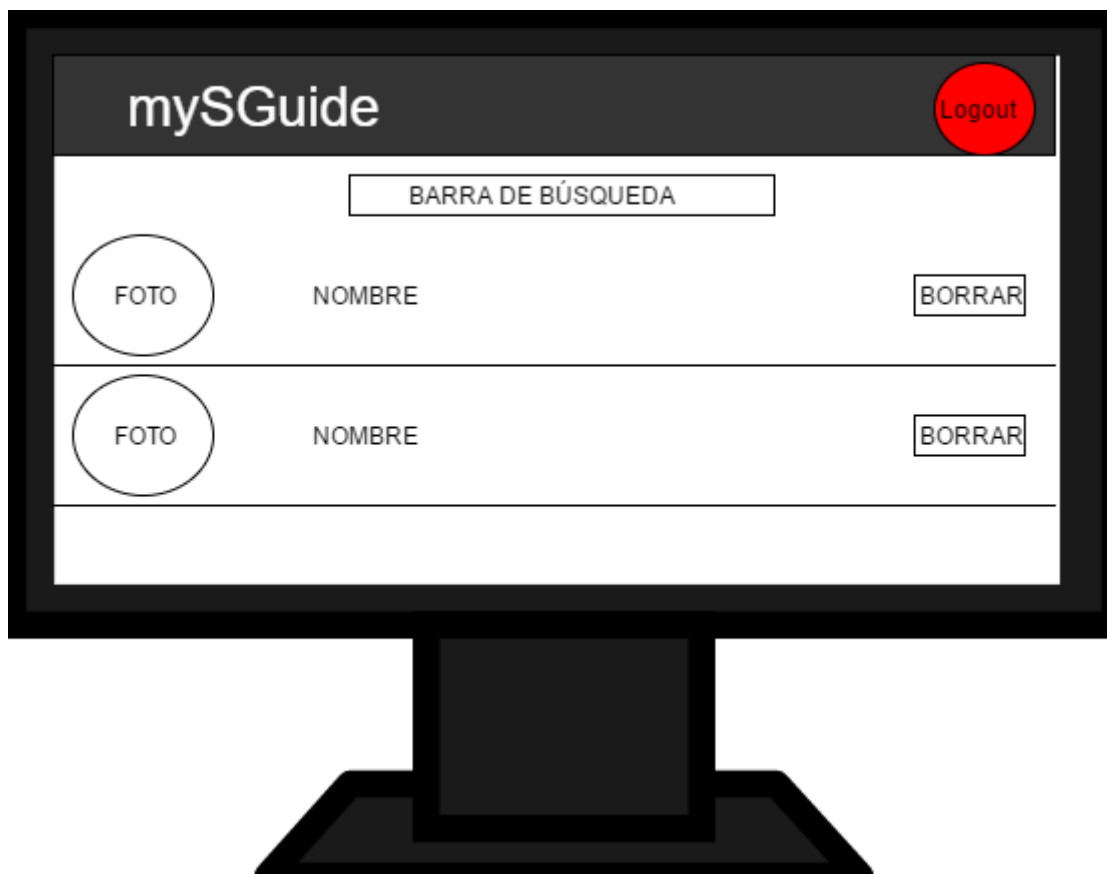 mySGuide
Logout
BARRA DE BÚSQUEDA
FOTO
NOMBRE
BORRAR
FOTO
NOMBRE
BORRAR